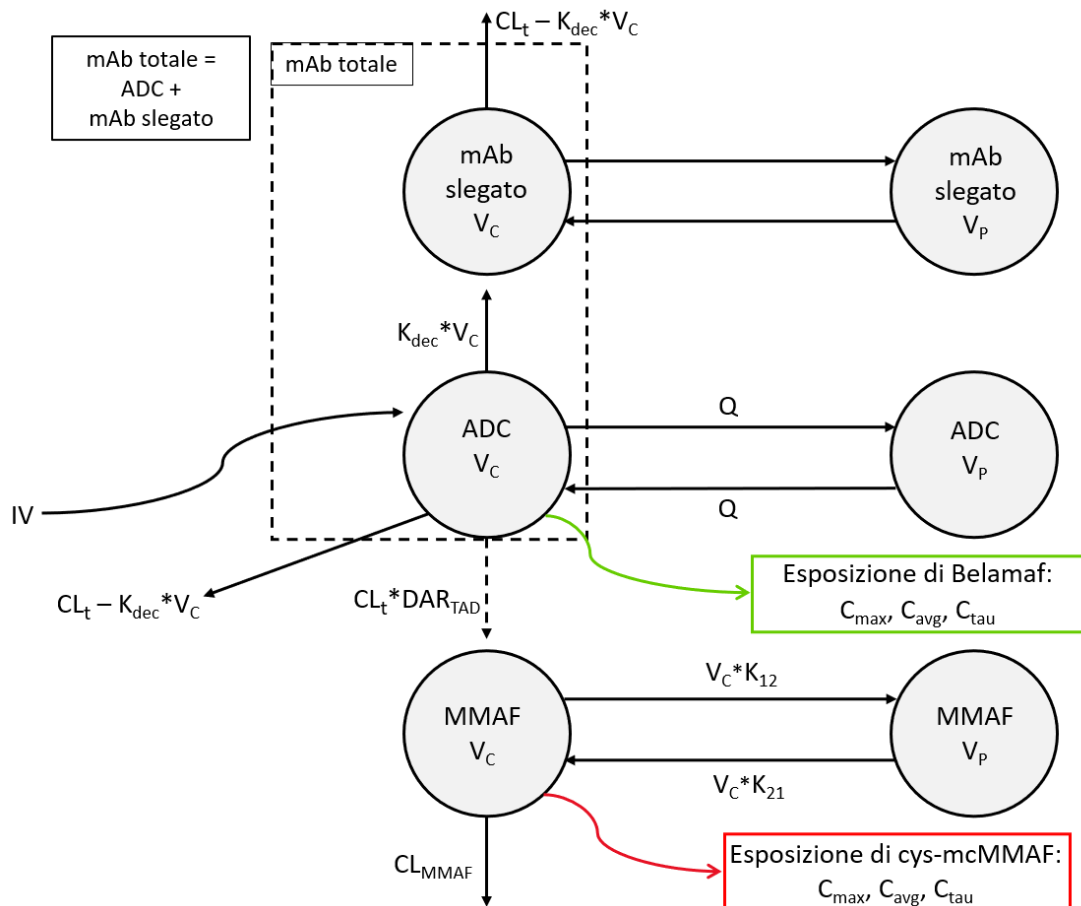 CLt – Kdec*VC
mAb totale =
ADC +
mAb slegato
mAb totale
mAb
slegato
VC
mAb
slegato
VP
Kdec*VC
ADC
VC
Q
Q
ADC
VP
IV
CLt – Kdec*VC
CLt*DARTAD
Esposizione di Belamaf:
Cmax, Cavg, Ctau
MMAF
VC
VC*K12
VC*K21
MMAF
VP
CLMMAF
Esposizione di cys-mcMMAF:
Cmax, Cavg, Ctau